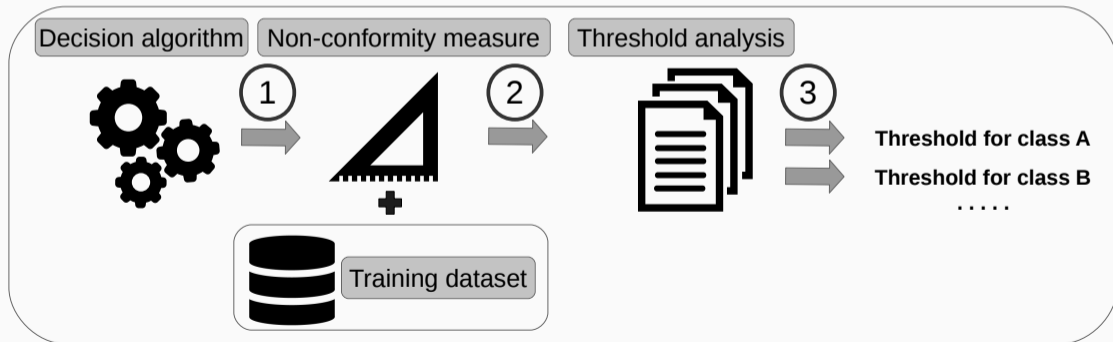 Decision algorithm
Non-conformity measure
Threshold analysis
1
2
3
Threshold for class A
Threshold for class B
. . . . .
Training dataset